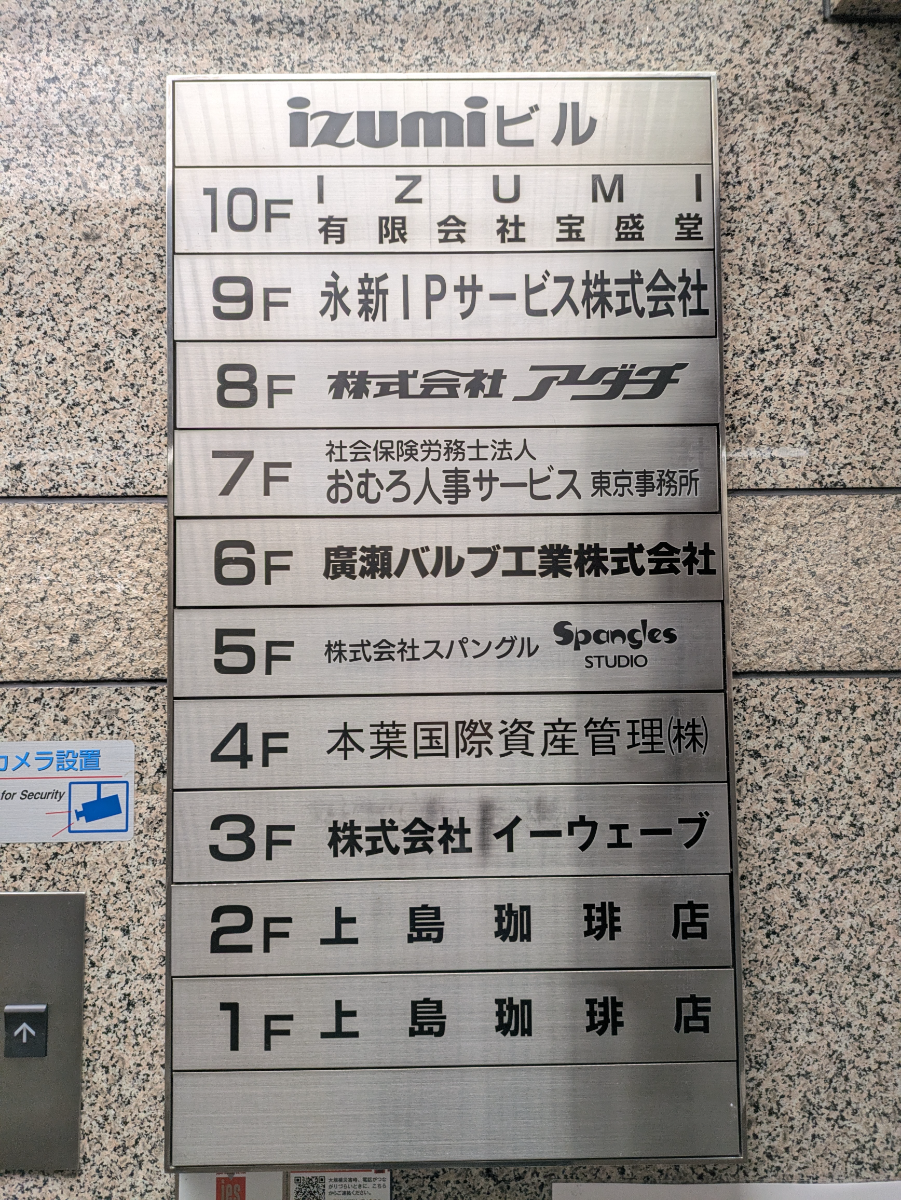 izumiビル
10F IZUMI
有限会社宝盛堂
9F 永新IPサービス株式会社
8F 株式会社アダチ
7F 社会保険労務士法人
おむろ人事サービス 東京事務所
6F 廣瀬バルブ工業株式会社
5F 株式会社スパングル Spangles
STUDIO
4F 本葉国際資産管理㈱
カメラ設置
for Security
3F 株式会社 イーウェーブ
2F 上島珈琲店
1F 上島珈琲店